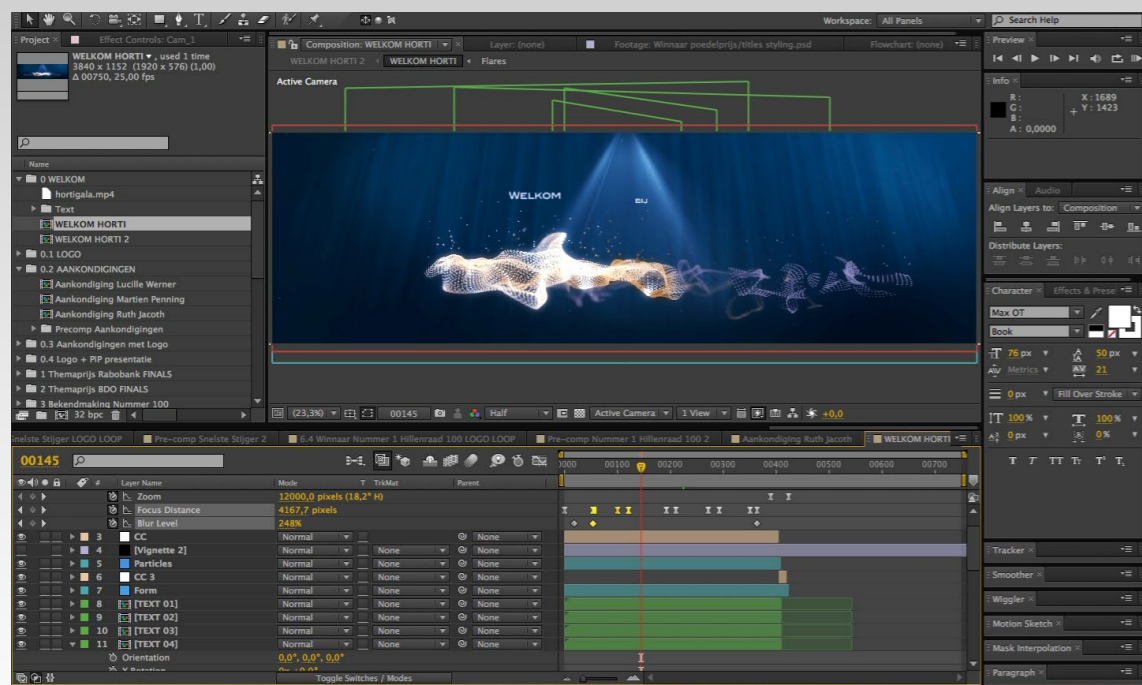 Workspace: All Panels
Search Help
Project
Effect Controls: Cam_1
WELKOM HORTI , used 1 time
3840 x 1152 (1920 x 576) (1,00)
Δ 00750, 25,00 fps
Name
0 WELKOM
hortigala.mp4
Text
WELKOM HORTI
WELKOM HORTI 2
0.1 LOGO
0.2 AANKONDIGINGEN
Aankondiging Lucille Werner
Aankondiging Martien Penning
Aankondiging Ruth Jacoth
Precomp Aankondigingen
0.3 Aankondigingen met Logo
0.4 Logo + PiP presentatie
1 Themaprijs Rabobank FINALS
2 Themaprijs BDO FINALS
3 Bekendmaking Nummer 100
32 bpc
Composition: WELKOM HORTI
Layer: (none)
Footage: Winnaar poedelprijs/titles styling.psd
Flowchart: (none)
WELKOM HORTI 2
WELKOM HORTI
Flares
Active Camera
WELKOM
BIJ
(23,3%)
00145
Half
Active Camera
1 View
+0,0
Preview
Info
R :
G :
B :
A : 0,0000
X : 1689
Y : 1423
Align
Audio
Align Layers to: Composition
Distribute Layers:
Character
Effects & Prese
Max OT
Book
76 px
50 px
Metrics
21
0 px
Fill Over Stroke
100 %
100 %
0 px
0 %
T T TT Tr T¹ T₁
Tracker
Smoother
Wiggler
Motion Sketch
Mask Interpolation
Paragraph
nelste Stijger LOGO LOOP
Pre-comp Snelste Stijger 2
6.4 Winnaar Nummer 1 Hillenraad 100 LOGO LOOP
Pre-comp Nummer 1 Hillenraad 100 2
Aankondiging Ruth Jacoth
WELKOM HORTI
00145
0000 00100 00200 00300 00400 00500 00600 00700
# Layer Name Mode T TrkMat Parent
Zoom 12000,0 pixels (18,2° H)
Focus Distance 4167,7 pixels
Blur Level 248%
3 CC Normal None
4 [Vignette 2] Normal None None
5 Particles Normal None None
6 CC 3 Normal None None
7 Form Normal None None
8 [TEXT 01] Normal None None
9 [TEXT 02] Normal None None
10 [TEXT 03] Normal None None
11 [TEXT 04] Normal None None
Orientation 0,0°, 0,0°, 0,0°
X Rotation 0x +0,0°
Toggle Switches / Modes